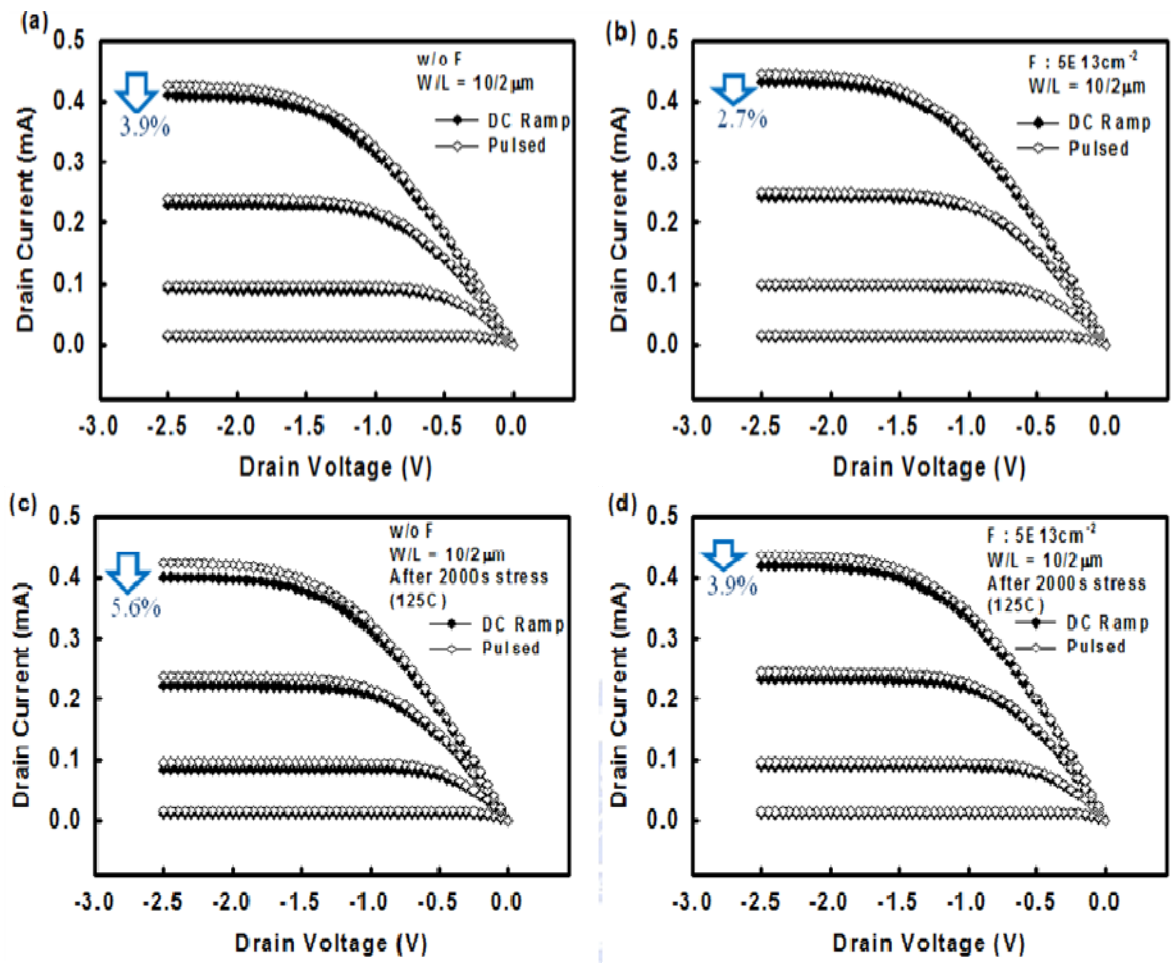 (a)
0.5
0.4
0.3
0.2
0.1
0.0
Drain Current (mA)
3.9%
w/o F
W/L = 10/2μm
DC Ramp
Pulsed
-3.0 -2.5 -2.0 -1.5 -1.0 -0.5 0.0
Drain Voltage (V)
(b)
0.5
0.4
0.3
0.2
0.1
0.0
Drain Current (mA)
2.7%
F : 5E 13cm⁻²
W/L = 10/2μm
DC Ramp
Pulsed
-3.0 -2.5 -2.0 -1.5 -1.0 -0.5 0.0
Drain Voltage (V)
(c)
0.5
0.4
0.3
0.2
0.1
0.0
Drain Current (mA)
5.6%
w/o F
W/L = 10/2μm
After 2000s stress
(125C)
DC Ramp
Pulsed
-3.0 -2.5 -2.0 -1.5 -1.0 -0.5 0.0
Drain Voltage (V)
(d)
0.5
0.4
0.3
0.2
0.1
0.0
Drain Current (mA)
3.9%
F : 5E 13cm⁻²
W/L = 10/2μm
After 2000s stress
(125C)
DC Ramp
Pulsed
-3.0 -2.5 -2.0 -1.5 -1.0 -0.5 0.0
Drain Voltage (V)